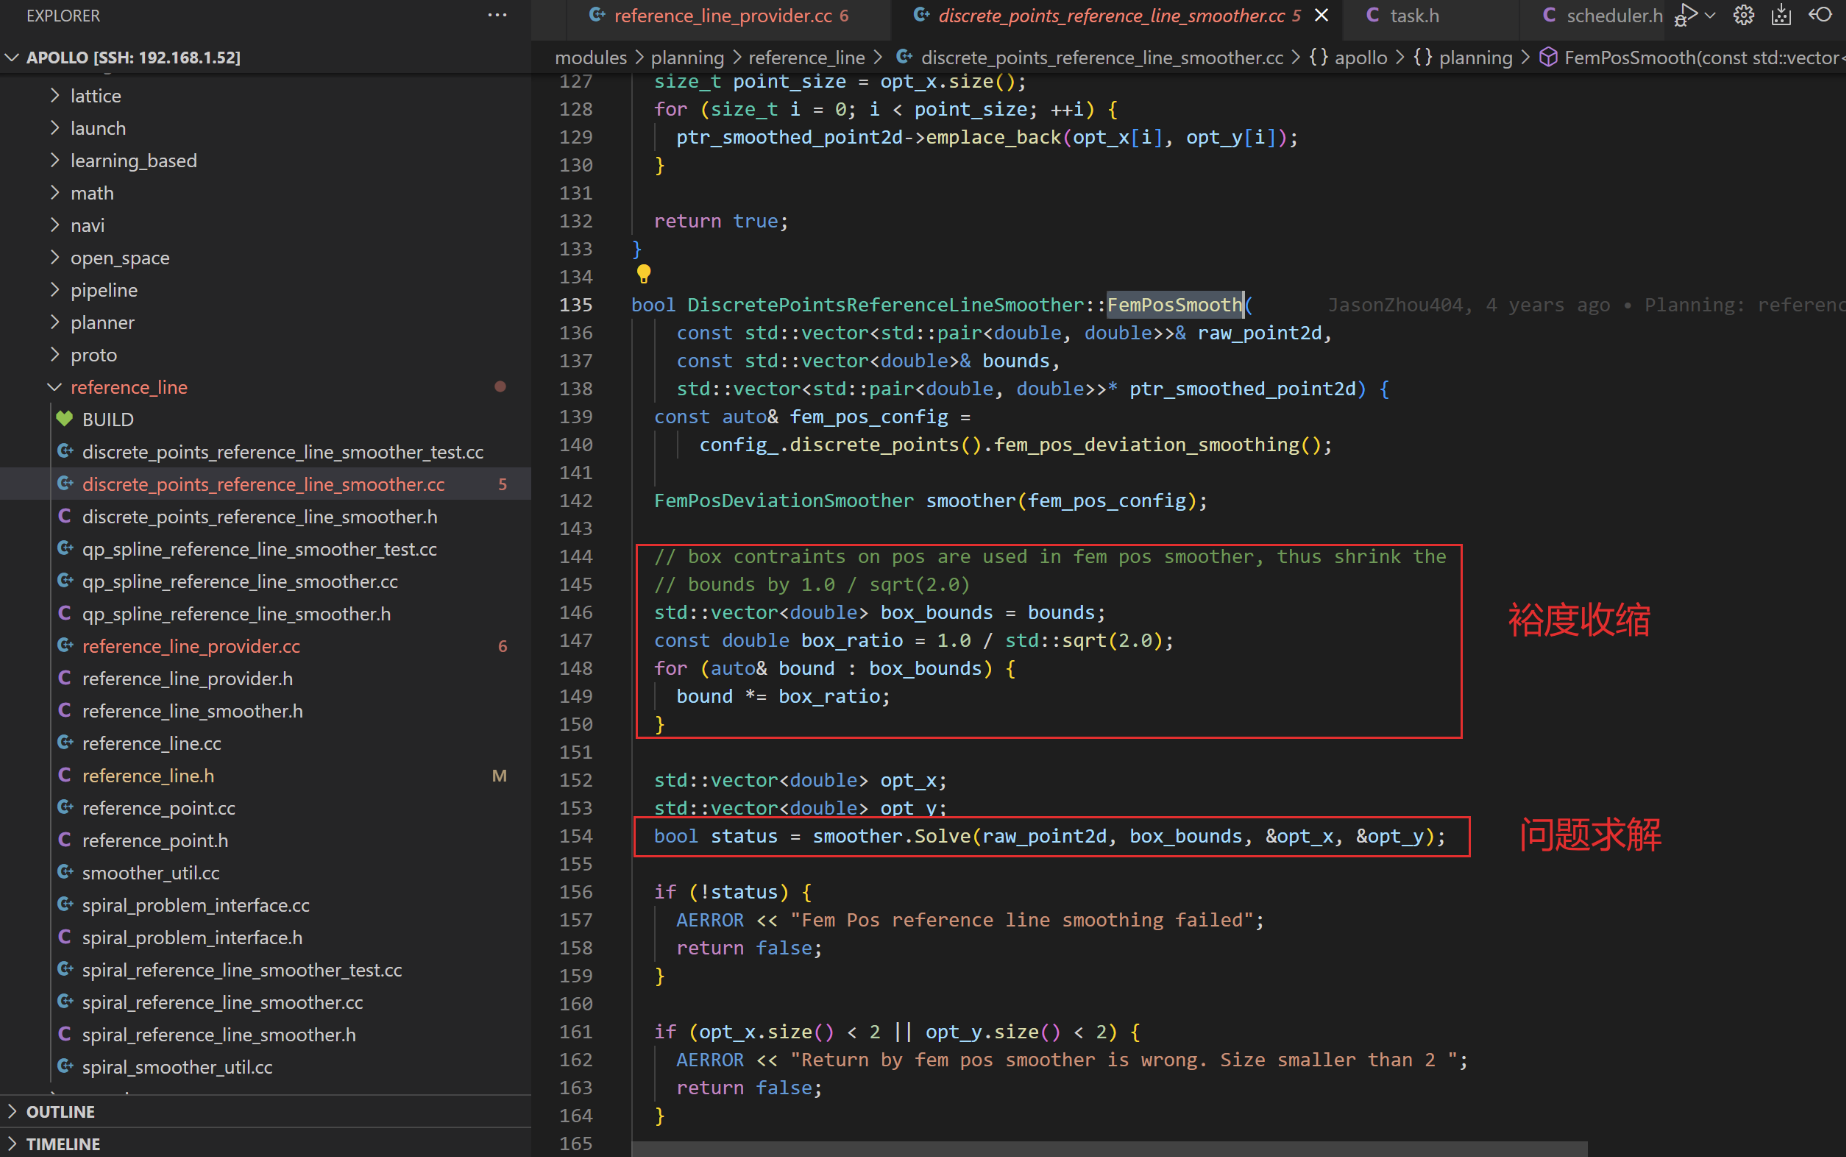 EXPLORER
APOLLO [SSH: 192.168.1.52]
lattice
launch
learning_based
math
navi
open_space
pipeline
planner
proto
reference_line
BUILD
discrete_points_reference_line_smoother_test.cc
discrete_points_reference_line_smoother.cc 5
discrete_points_reference_line_smoother.h
qp_spline_reference_line_smoother_test.cc
qp_spline_reference_line_smoother.cc
qp_spline_reference_line_smoother.h
reference_line_provider.cc 6
reference_line_provider.h
reference_line_smoother.h
reference_line.cc
reference_line.h M
reference_point.cc
reference_point.h
smoother_util.cc
spiral_problem_interface.cc
spiral_problem_interface.h
spiral_reference_line_smoother_test.cc
spiral_reference_line_smoother.cc
spiral_reference_line_smoother.h
spiral_smoother_util.cc
OUTLINE
TIMELINE
reference_line_provider.cc 6 discrete_points_reference_line_smoother.cc 5 task.h scheduler.h
modules > planning > reference_line > discrete_points_reference_line_smoother.cc > {} apollo > {} planning > FemPosSmooth(const std::vector<
127 size_t point_size = opt_x.size();
128 for (size_t i = 0; i < point_size; ++i) {
129 ptr_smoothed_point2d->emplace_back(opt_x[i], opt_y[i]);
130 }
131
132 return true;
133 }
134
135 bool DiscretePointsReferenceLineSmoother::FemPosSmooth( JasonZhou404, 4 years ago • Planning: referenc
136 const std::vector<std::pair<double, double>>& raw_point2d,
137 const std::vector<double>& bounds,
138 std::vector<std::pair<double, double>>* ptr_smoothed_point2d) {
139 const auto& fem_pos_config =
140 config_.discrete_points().fem_pos_deviation_smoothing();
141
142 FemPosDeviationSmoother smoother(fem_pos_config);
143
144 // box contraints on pos are used in fem pos smoother, thus shrink the
145 // bounds by 1.0 / sqrt(2.0)
146 std::vector<double> box_bounds = bounds;
147 const double box_ratio = 1.0 / std::sqrt(2.0);
148 for (auto& bound : box_bounds) {
149 bound *= box_ratio;
150 }
裕度收缩
151
152 std::vector<double> opt_x;
153 std::vector<double> opt_y;
154 bool status = smoother.Solve(raw_point2d, box_bounds, &opt_x, &opt_y);
问题求解
155
156 if (!status) {
157 AERROR << "Fem Pos reference line smoothing failed";
158 return false;
159 }
160
161 if (opt_x.size() < 2 || opt_y.size() < 2) {
162 AERROR << "Return by fem pos smoother is wrong. Size smaller than 2 ";
163 return false;
164 }
165